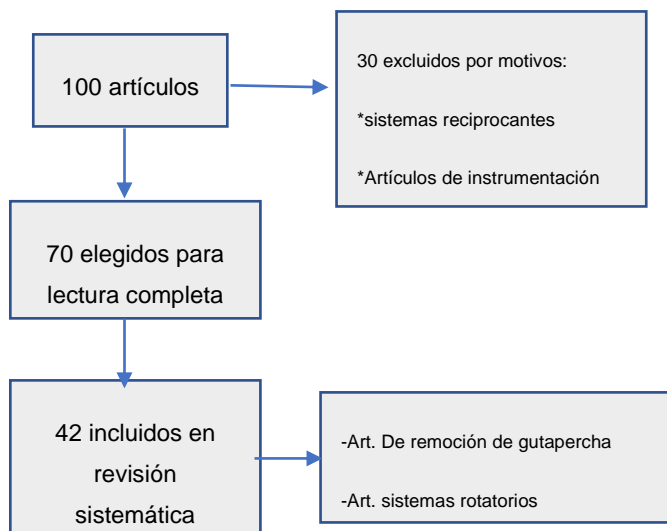 100 artículos
30 excluidos por motivos:
*sistemas reciprocantes
*Artículos de instrumentación
70 elegidos para
lectura completa
42 incluidos en
revisión
sistemática
-Art. De remoción de gutapercha
-Art. sistemas rotatorios